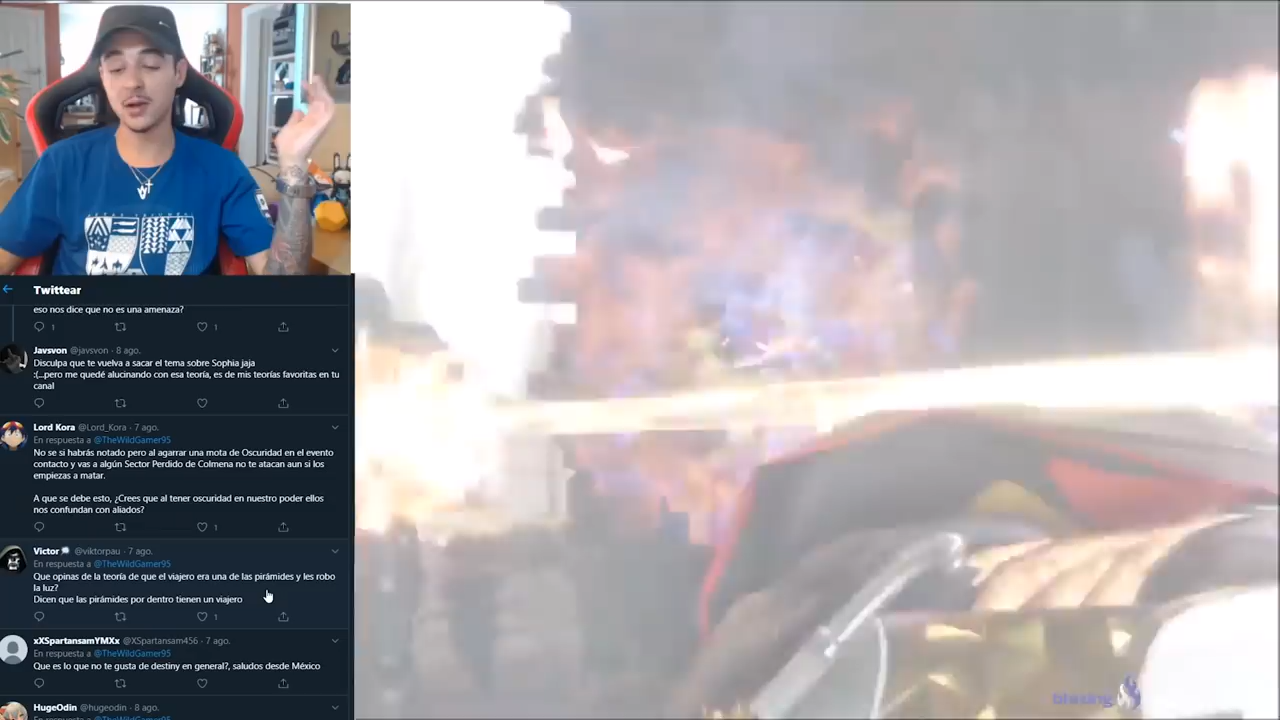 Twittear
eso nos dice que no es una amenaza?
1
1
Javsvon @javsvon · 8 ago.
Disculpa que te vuelva a sacar el tema sobre Sophia jaja
:(...pero me quedé alucinando con esa teoría, es de mis teorías favoritas en tu
canal
Lord Kora @Lord_Kora · 7 ago.
En respuesta a @TheWildGamer95
No se si habrás notado pero al agarrar una mota de Oscuridad en el evento
contacto y vas a algún Sector Perdido de Colmena no te atacan aun si los
empiezas a matar.
A que se debe esto, ¿Crees que al tener oscuridad en nuestro poder ellos
nos confundan con aliados?
1
Victor @viktorpau · 7 ago.
En respuesta a @TheWildGamer95
Que opinas de la teoría de que el viajero era una de las pirámides y les robo
la luz?
Dicen que las pirámides por dentro tienen un viajero
1
xXSpartansamYMXx @XSpartansam456 · 7 ago.
En respuesta a @TheWildGamer95
Que es lo que no te gusta de destiny en general?, saludos desde México
HugeOdin @hugeodin · 8 ago.
En respuesta a @TheWildGamer95